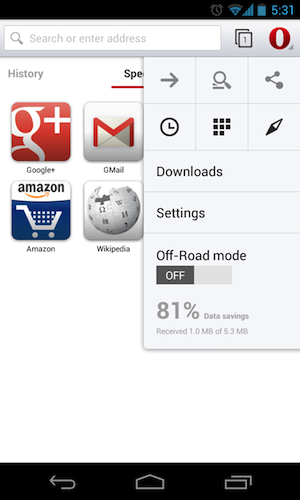 5:31
Search or enter address
1
History
Spe
g+
Google+
GMail
amazon
Amazon
Wikipedia
Downloads
Settings
Off-Road mode
OFF
81% Data savings
Received 1.0 MB of 5.3 MB